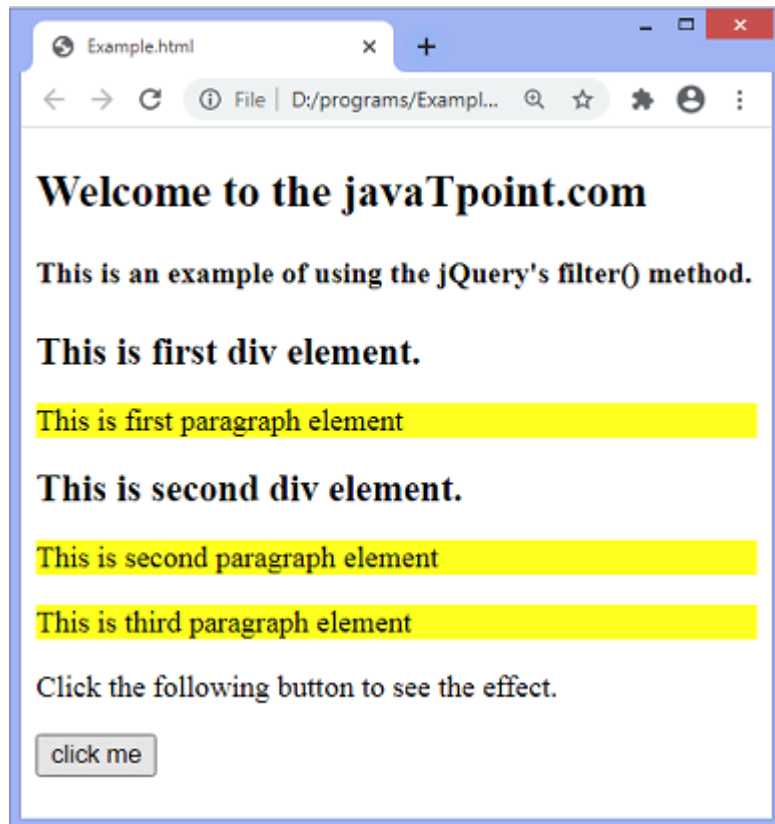 Example.html
File | D:/programs/Exampl...
Welcome to the javaTpoint.com
This is an example of using the jQuery's filter() method.
This is first div element.
This is first paragraph element
This is second div element.
This is second paragraph element
This is third paragraph element
Click the following button to see the effect.
click me